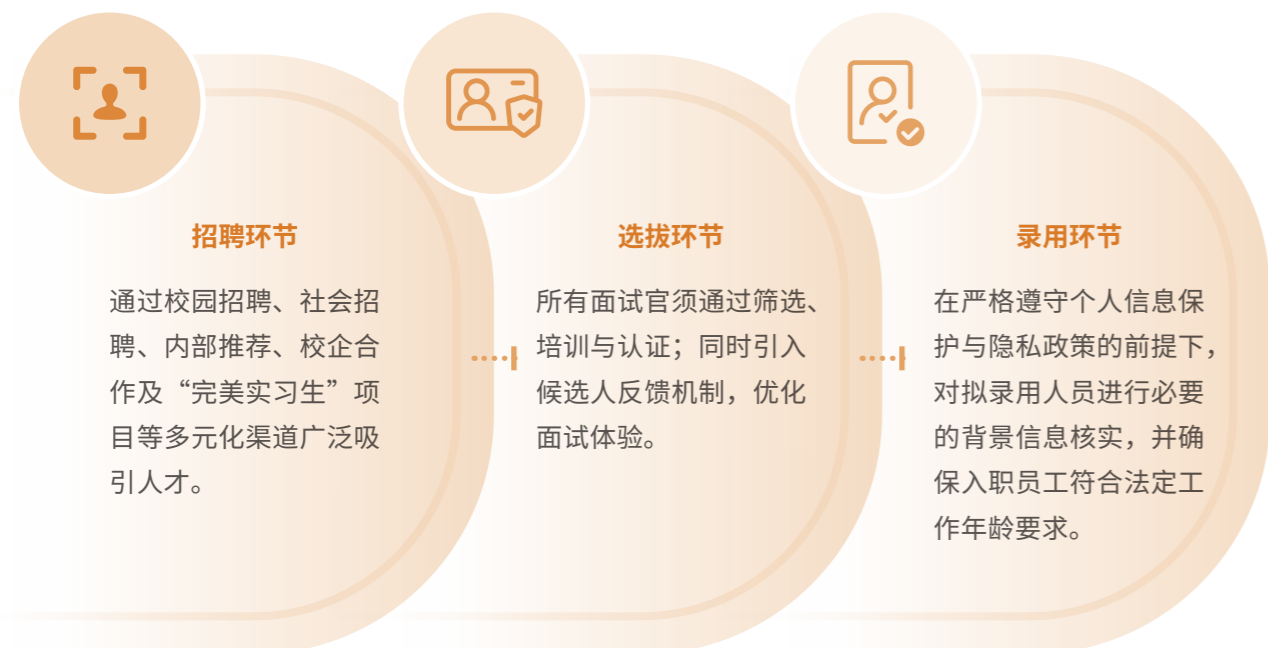 招聘环节
通过校园招聘、社会招
聘、内部推荐、校企合
作及“完美实习生”项
目等多元化渠道广泛吸
引人才。
选拔环节
所有面试官须通过筛选、
培训与认证；同时引入
候选人反馈机制，优化
面试体验。
录用环节
在严格遵守个人信息保
护与隐私政策的前提下，
对拟录用人员进行必要
的背景信息核实，并确
保入职员工符合法定工
作年龄要求。